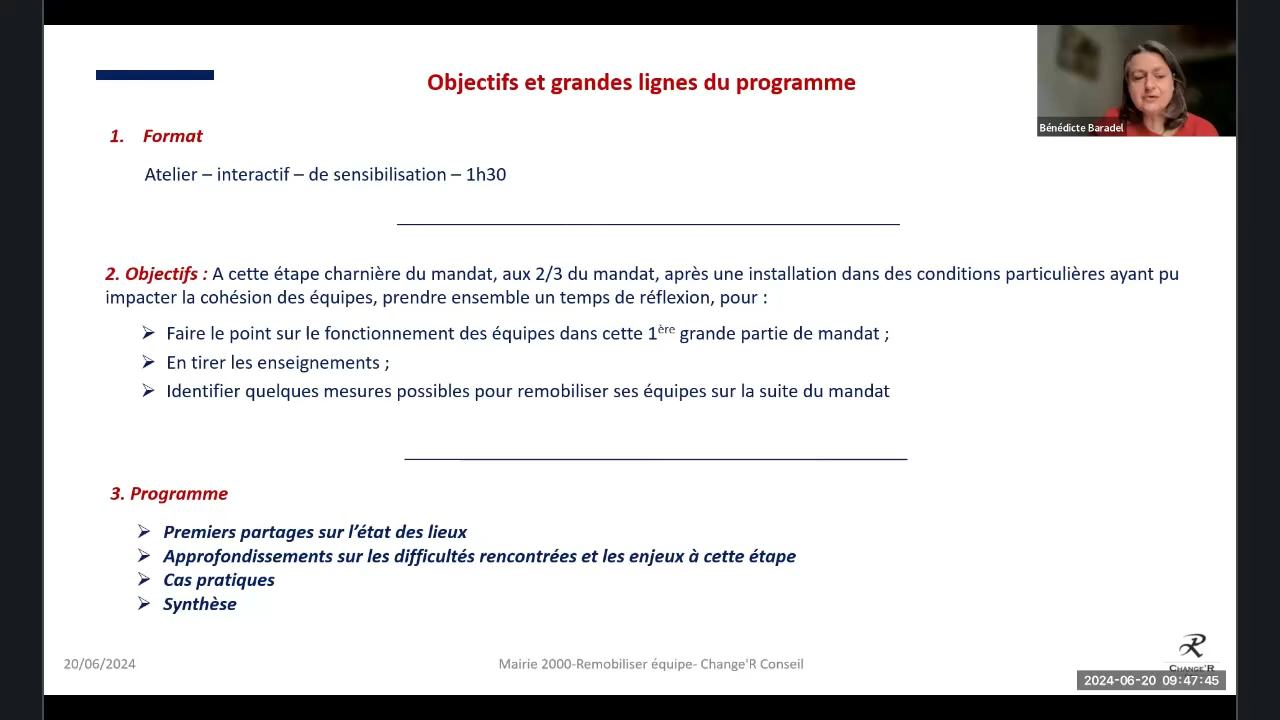 Objectifs et grandes lignes du programme
Bénédicte Baradel
1. Format
Atelier – interactif – de sensibilisation – 1h30
2. Objectifs : A cette étape charnière du mandat, aux 2/3 du mandat, après une installation dans des conditions particulières ayant pu
impacter la cohésion des équipes, prendre ensemble un temps de réflexion, pour :
➢ Faire le point sur le fonctionnement des équipes dans cette 1ère grande partie de mandat ;
➢ En tirer les enseignements ;
➢ Identifier quelques mesures possibles pour remobiliser ses équipes sur la suite du mandat
3. Programme
➢ Premiers partages sur l’état des lieux
➢ Approfondissements sur les difficultés rencontrées et les enjeux à cette étape
➢ Cas pratiques
➢ Synthèse
20/06/2024
Mairie 2000-Remobiliser équipe- Change'R Conseil
R
CHANGE'R
2024-06-20 09:47:45